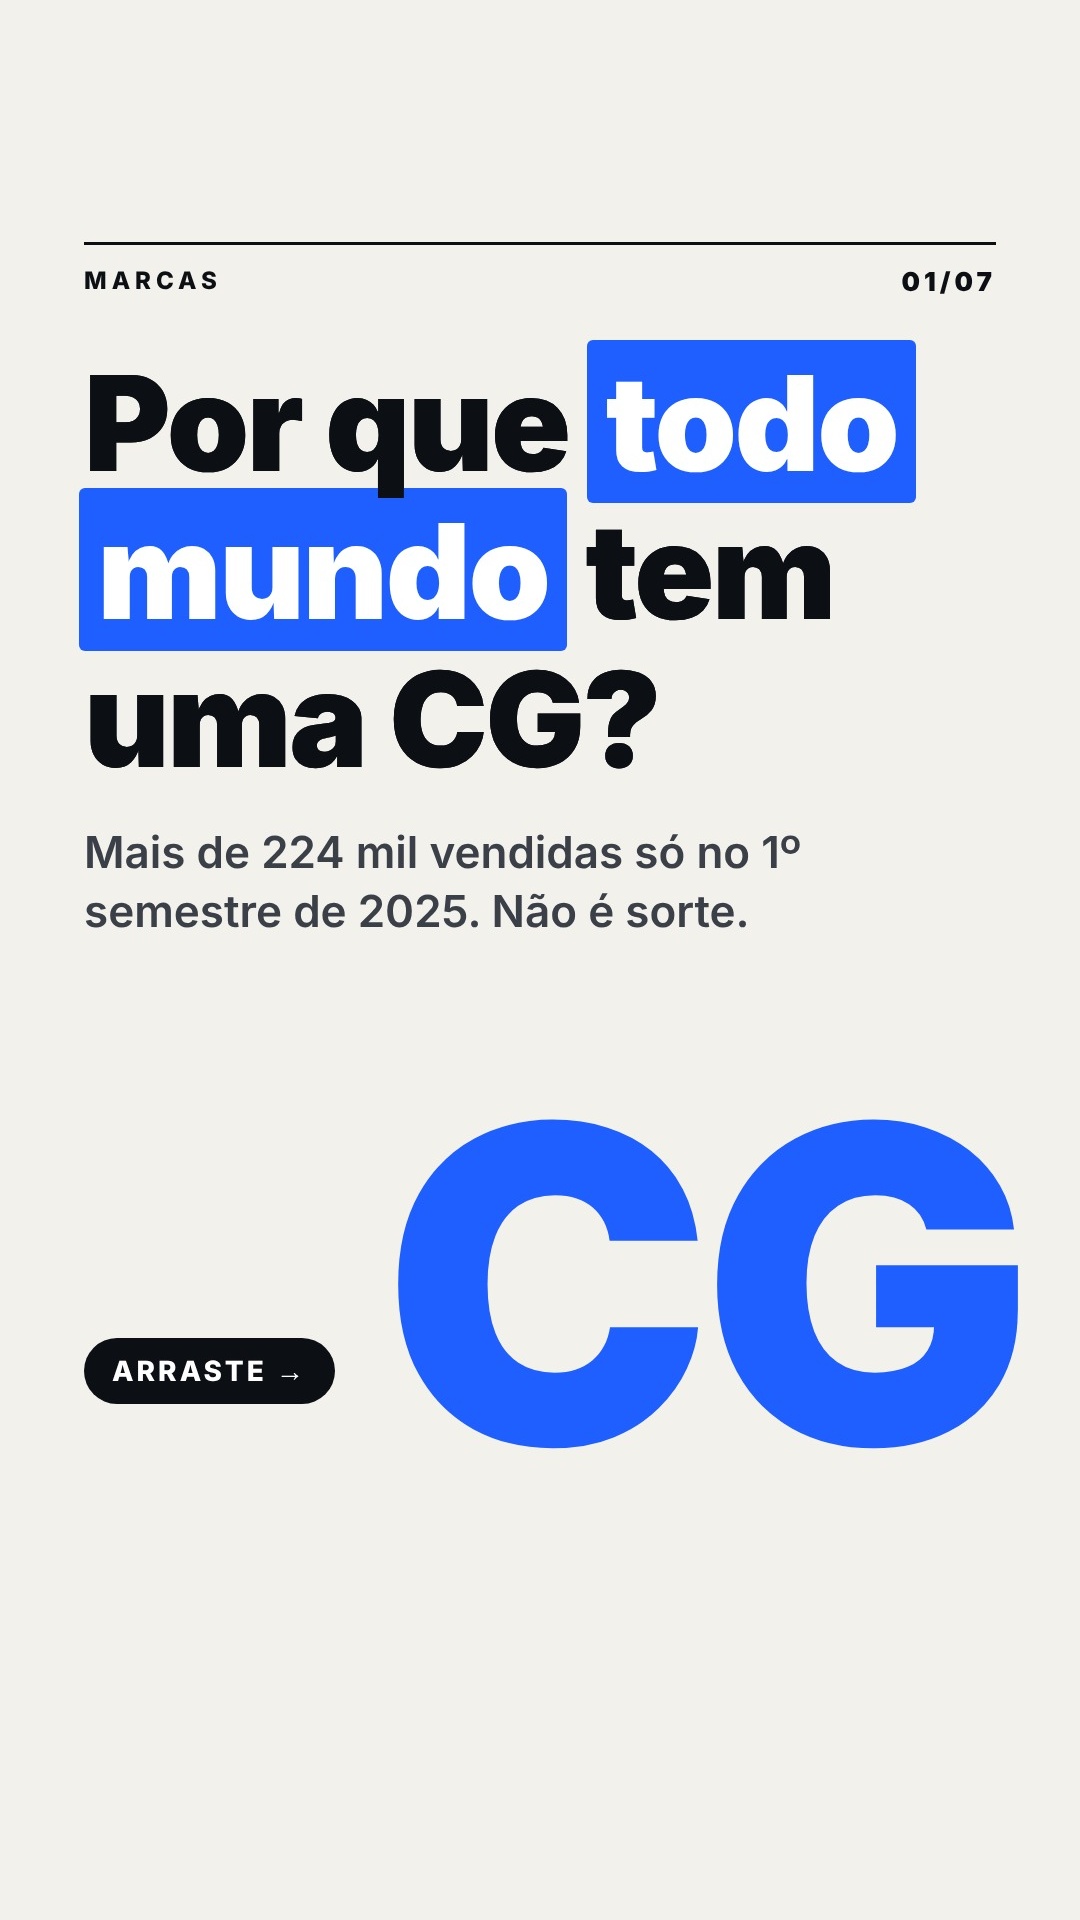 MARCAS
01/07
Por que todo
mundo tem
uma CG?
Mais de 224 mil vendidas só no 1º
semestre de 2025. Não é sorte.
CG
ARRASTE →